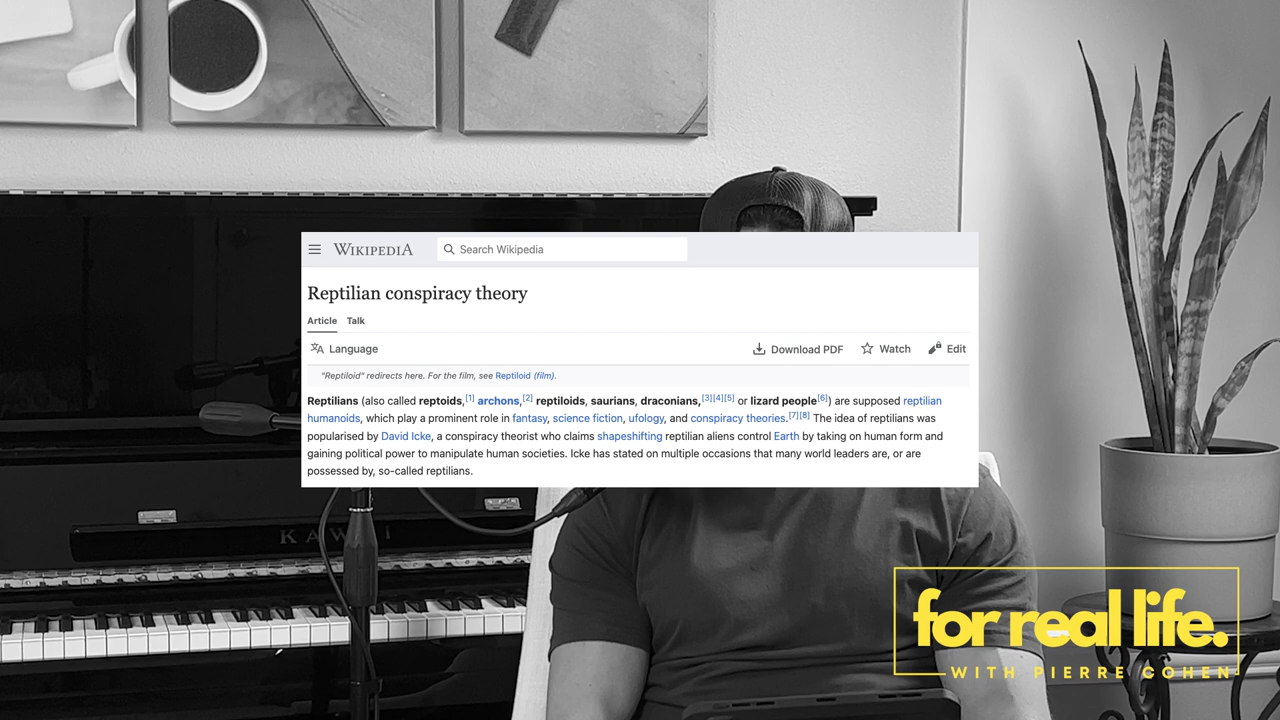 WIKIPEDIA
Search Wikipedia
Reptilian conspiracy theory
Article Talk
Language Download PDF Watch Edit
"Reptiloid" redirects here. For the film, see Reptiloid (film).
Reptilians (also called reptoids,[1] archons,[2] reptiloids, saurians, draconians,[3][4][5] or lizard people[6]) are supposed reptilian
humanoids, which play a prominent role in fantasy, science fiction, ufology, and conspiracy theories.[7][8] The idea of reptilians was
popularised by David Icke, a conspiracy theorist who claims shapeshifting reptilian aliens control Earth by taking on human form and
gaining political power to manipulate human societies. Icke has stated on multiple occasions that many world leaders are, or are
possessed by, so-called reptilians.
KAWAI
for real life.
WITH PIERRE COHEN